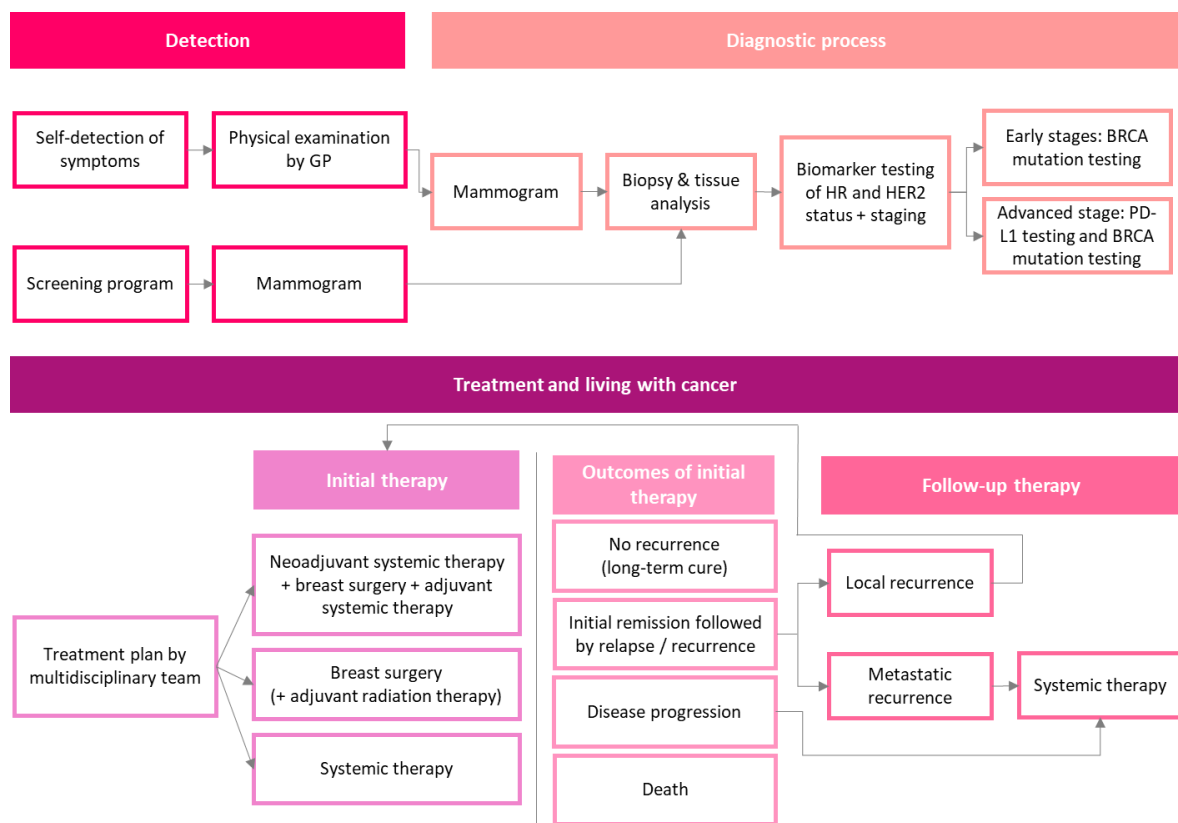 Detection
Diagnostic process
Self-detection of
symptoms
Physical examination
by GP
Mammogram
Biopsy & tissue
analysis
Biomarker testing
of HR and HER2
status + staging
Early stages: BRCA
mutation testing
Advanced stage: PD-
L1 testing and BRCA
mutation testing
Screening program
Mammogram
Treatment and living with cancer
Initial therapy
Outcomes of initial
therapy
Follow-up therapy
Treatment plan by
multidisciplinary team
Neoadjuvant systemic therapy
+ breast surgery + adjuvant
systemic therapy
Breast surgery
(+ adjuvant radiation therapy)
Systemic therapy
No recurrence
(long-term cure)
Initial remission followed
by relapse / recurrence
Disease progression
Death
Local recurrence
Metastatic
recurrence
Systemic therapy